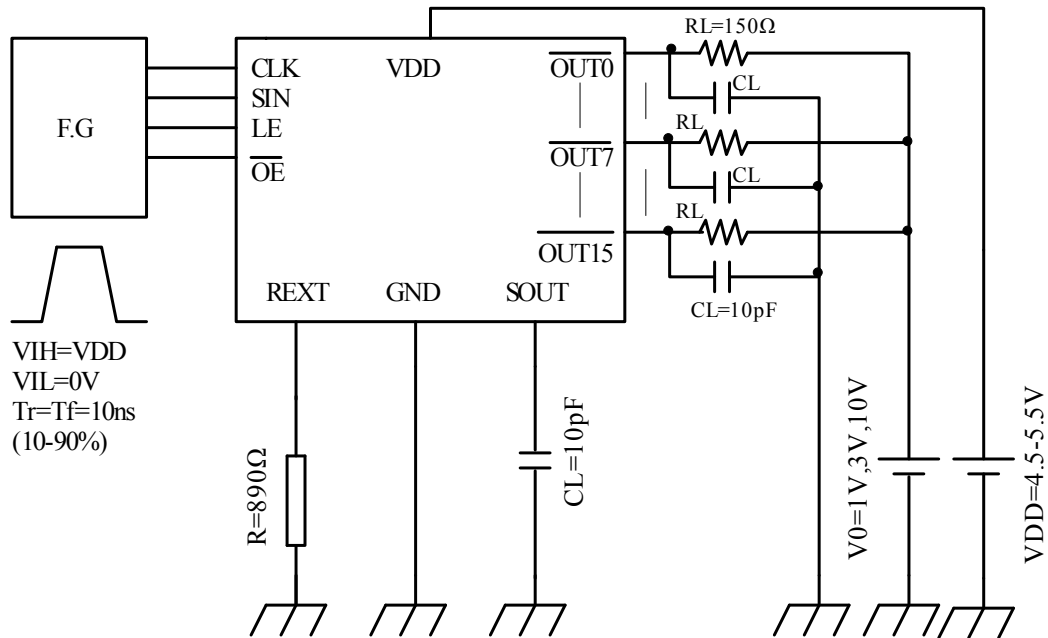 F.G
CLK
SIN
LE
OE
VDD
OUT0
OUT7
OUT15
REXT
GND
SOUT
RL=150Ω
CL
RL
CL
RL
CL=10pF
VIH=VDD
VIL=0V
Tr=Tf=10ns
(10-90%)
R=890Ω
CL=10pF
V0=1V,3V,10V
VDD=4.5-5.5V